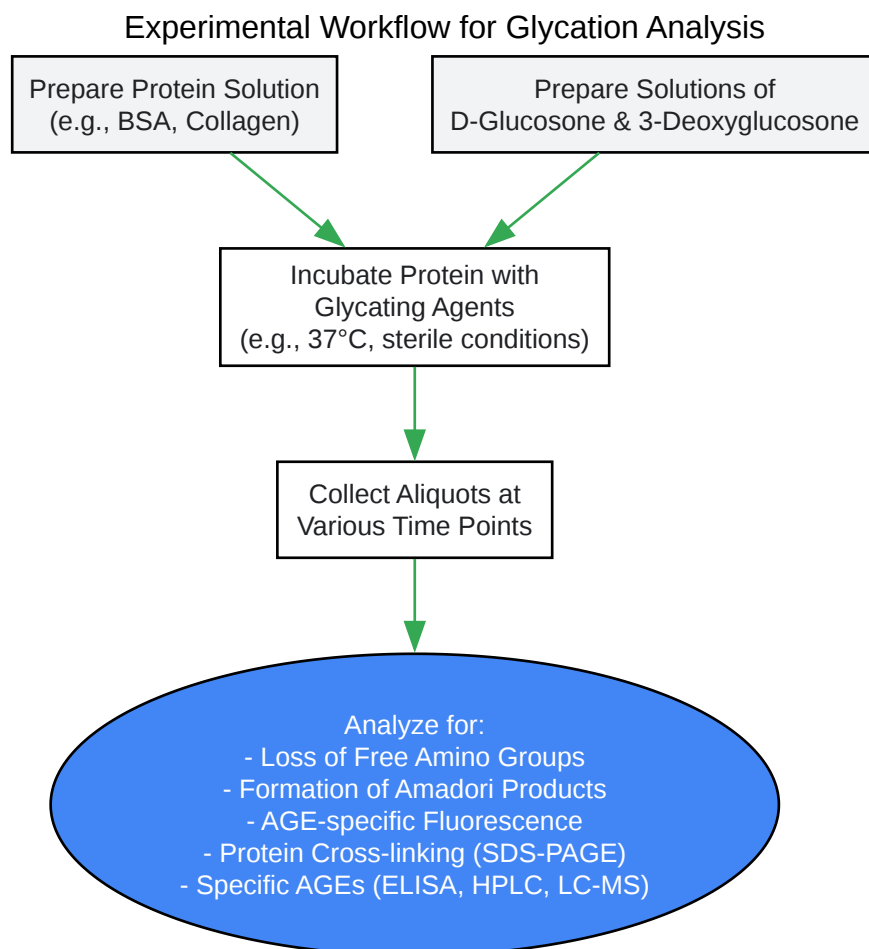 Experimental Workflow for Glycation Analysis
Prepare Protein Solution
(e.g., BSA, Collagen)
Prepare Solutions of
D-Glucosone & 3-Deoxyglucosone
Incubate Protein with
Glycating Agents
(e.g., 37°C, sterile conditions)
Collect Aliquots at
Various Time Points
Analyze for:
- Loss of Free Amino Groups
- Formation of Amadori Products
- AGE-specific Fluorescence
- Protein Cross-linking (SDS-PAGE)
- Specific AGEs (ELISA, HPLC, LC-MS)